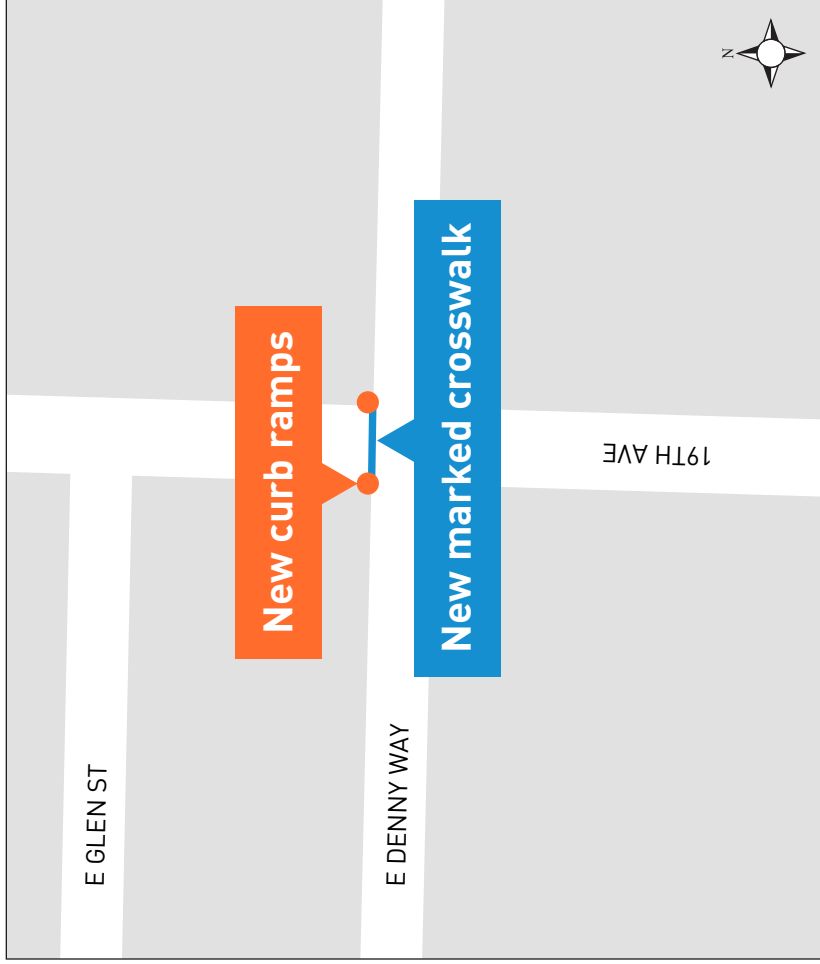 E GLEN ST
New curb ramps
E DENNY WAY
New marked crosswalk
19TH AVE
N